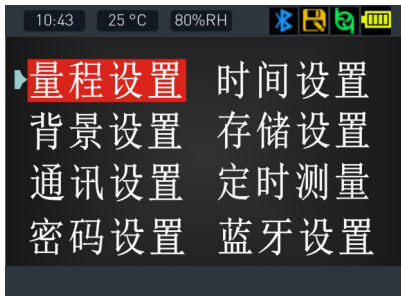 10:43 25 °C 80%RH
量程设置 时间设置
背景设置 存储设置
通讯设置 定时测量
密码设置 蓝牙设置